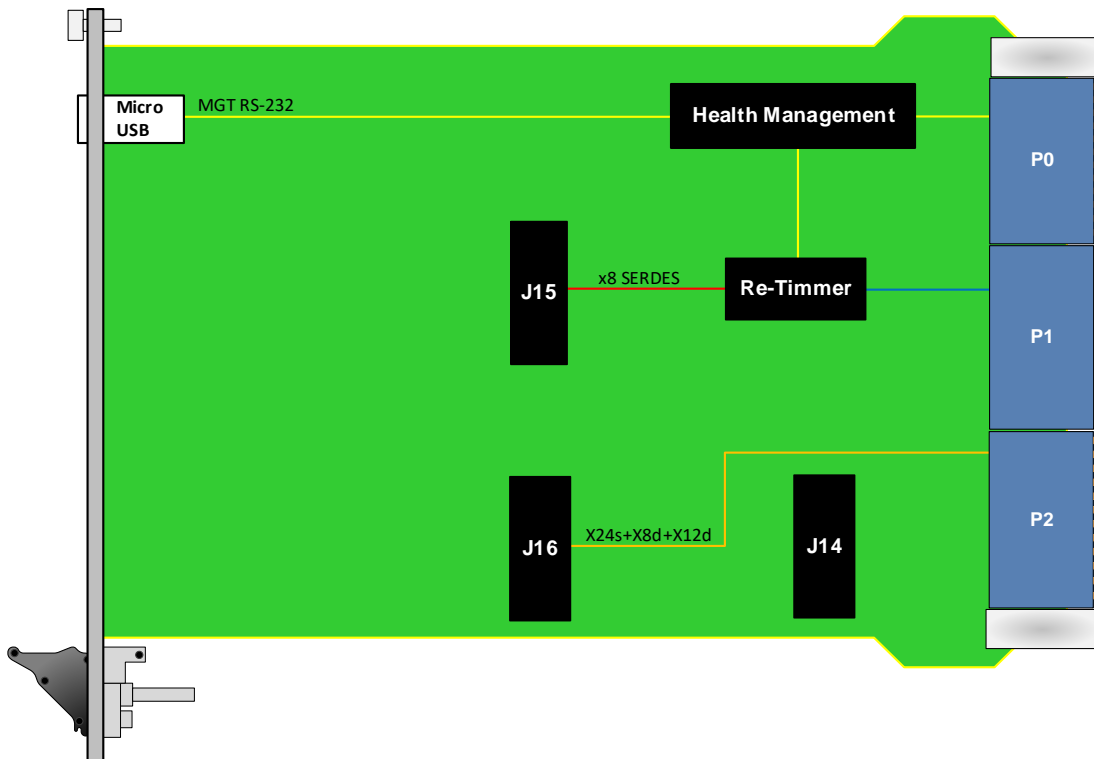 Micro
USB
MGT RS-232
Health Management
P0
J15
x8 SERDES
Re-Timmer
P1
J16
X24s+X8d+X12d
J14
P2